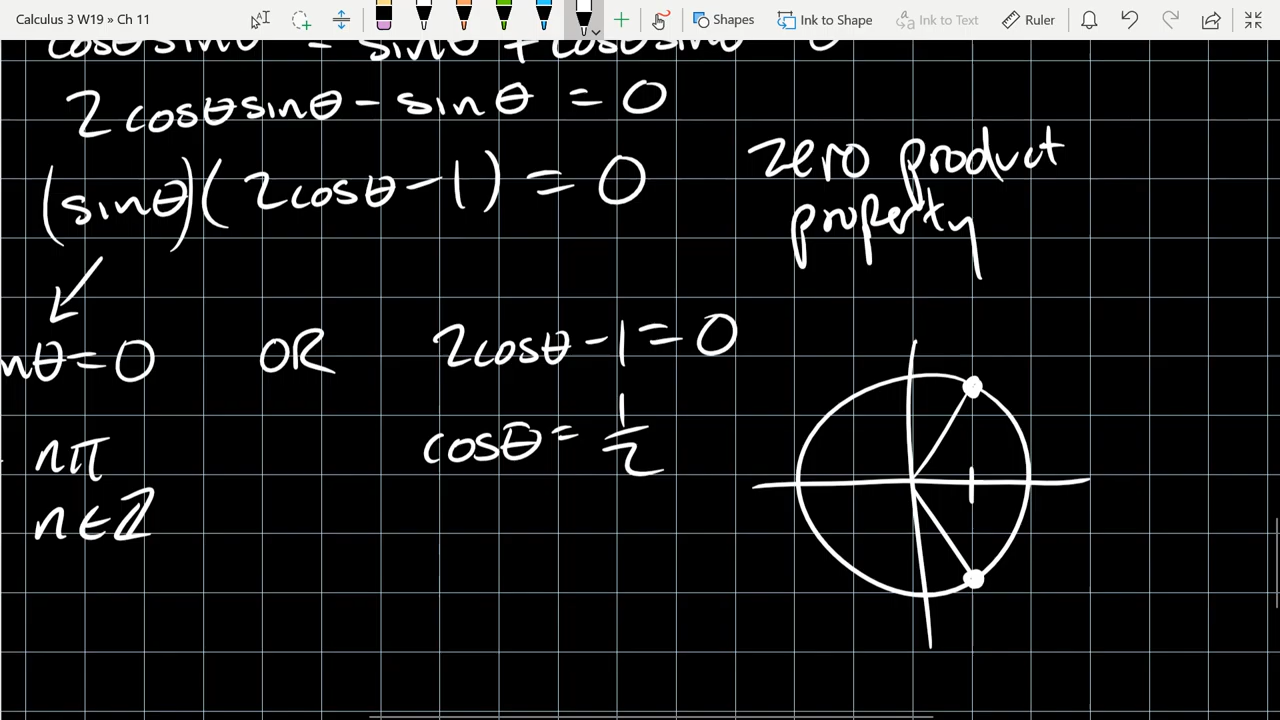 Calculus 3 W19 » Ch 11
Shapes
Ink to Shape
Ink to Text
Ruler
2cosθsinθ - sinθ = 0
(sinθ)(2cosθ-1) = 0
zero product
property
nθ=0 OR 2cosθ-1=0
nπ
cosθ= 1/2
n∈ℤ